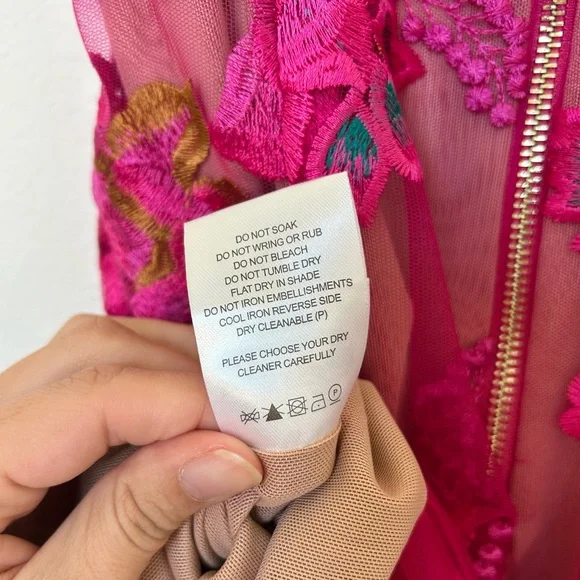 DO NOT SOAK
DO NOT WRING OR RUB
DO NOT BLEACH
DO NOT TUMBLE DRY
FLAT DRY IN SHADE
DO NOT IRON EMBELLISHMENTS
COOL IRON REVERSE SIDE
DRY CLEANABLE (P)
PLEASE CHOOSE YOUR DRY
CLEANER CAREFULLY